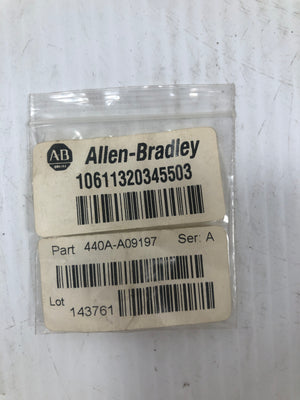 AB
Allen-Bradley
10611320345503
Part 440A-A09197 Ser: A
Lot
143761